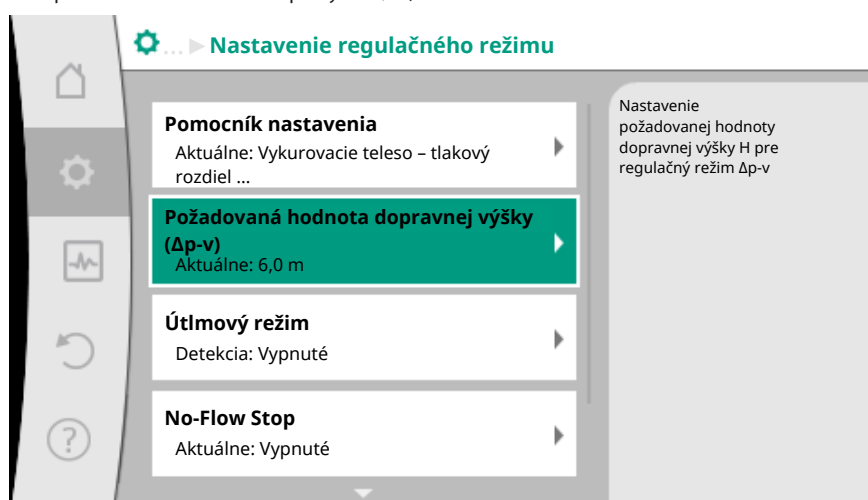 ... Nastavenie regulačného režimu
Pomocník nastavenia
Aktuálne: Vykurovacie teleso – tlakový
rozdiel ...
Požadovaná hodnota dopravnej výšky
(Δp-v)
Aktuálne: 6,0 m
Útlmový režim
Detekcia: Vypnuté
No-Flow Stop
Aktuálne: Vypnuté
Nastavenie
požadovanej hodnoty
dopravnej výšky H pre
regulačný režim Δp-v
?